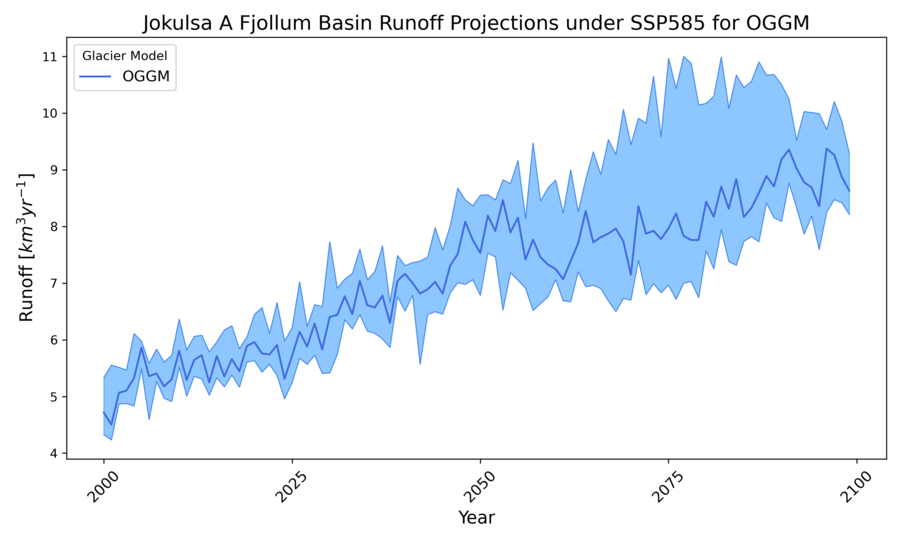 Jokulsa A Fjollum Basin Runoff Projections under SSP585 for OGGM
Glacier Model
OGGM
Runoff [km³yr⁻¹]
11
10
9
8
7
6
5
4
2000
2025
2050
2075
2100
Year